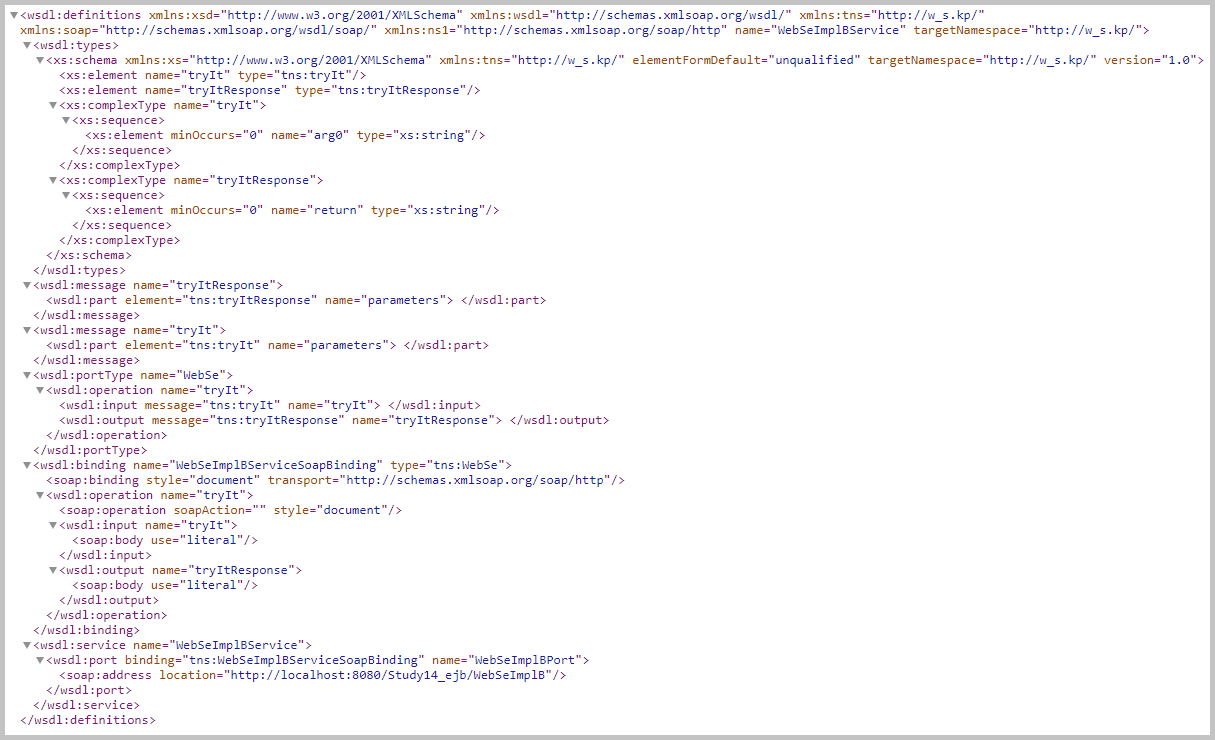 <wsdl:definitions xmlns:xsd="http://www.w3.org/2001/XMLSchema" xmlns:wsdl="http://schemas.xmlsoap.org/wsdl/" xmlns:tns="http://w_s.kp/"
xmlns:soap="http://schemas.xmlsoap.org/wsdl/soap/" xmlns:ns1="http://schemas.xmlsoap.org/soap/http" name="WebSeImplBService" targetNamespace="http://w_s.kp/">
<wsdl:types>
<xs:schema xmlns:xs="http://www.w3.org/2001/XMLSchema" xmlns:tns="http://w_s.kp/" elementFormDefault="unqualified" targetNamespace="http://w_s.kp/" version="1.0">
<xs:element name="tryIt" type="tns:tryIt"/>
<xs:element name="tryItResponse" type="tns:tryItResponse"/>
<xs:complexType name="tryIt">
<xs:sequence>
<xs:element minOccurs="0" name="arg0" type="xs:string"/>
</xs:sequence>
</xs:complexType>
<xs:complexType name="tryItResponse">
<xs:sequence>
<xs:element minOccurs="0" name="return" type="xs:string"/>
</xs:sequence>
</xs:complexType>
</xs:schema>
</wsdl:types>
<wsdl:message name="tryItResponse">
<wsdl:part element="tns:tryItResponse" name="parameters"> </wsdl:part>
</wsdl:message>
<wsdl:message name="tryIt">
<wsdl:part element="tns:tryIt" name="parameters"> </wsdl:part>
</wsdl:message>
<wsdl:portType name="WebSe">
<wsdl:operation name="tryIt">
<wsdl:input message="tns:tryIt" name="tryIt"> </wsdl:input>
<wsdl:output message="tns:tryItResponse" name="tryItResponse"> </wsdl:output>
</wsdl:operation>
</wsdl:portType>
<wsdl:binding name="WebSeImplBServiceSoapBinding" type="tns:WebSe">
<soap:binding style="document" transport="http://schemas.xmlsoap.org/soap/http"/>
<wsdl:operation name="tryIt">
<soap:operation soapAction="" style="document"/>
<wsdl:input name="tryIt">
<soap:body use="literal"/>
</wsdl:input>
<wsdl:output name="tryItResponse">
<soap:body use="literal"/>
</wsdl:output>
</wsdl:operation>
</wsdl:binding>
<wsdl:service name="WebSeImplBService">
<wsdl:port binding="tns:WebSeImplBServiceSoapBinding" name="WebSeImplBPort">
<soap:address location="http://localhost:8080/Study14_ejb/WebSeImplB"/>
</wsdl:port>
</wsdl:service>
</wsdl:definitions>